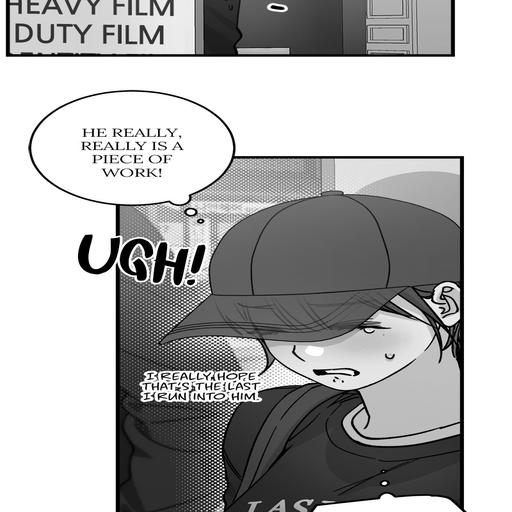 HEAVY FILM
DUTY FILM
HE REALLY,
REALLY IS A
PIECE OF
WORK!
UGH!
I REALLY HOPE
THAT'S THE LAST
I RUN INTO HIM.
LAST